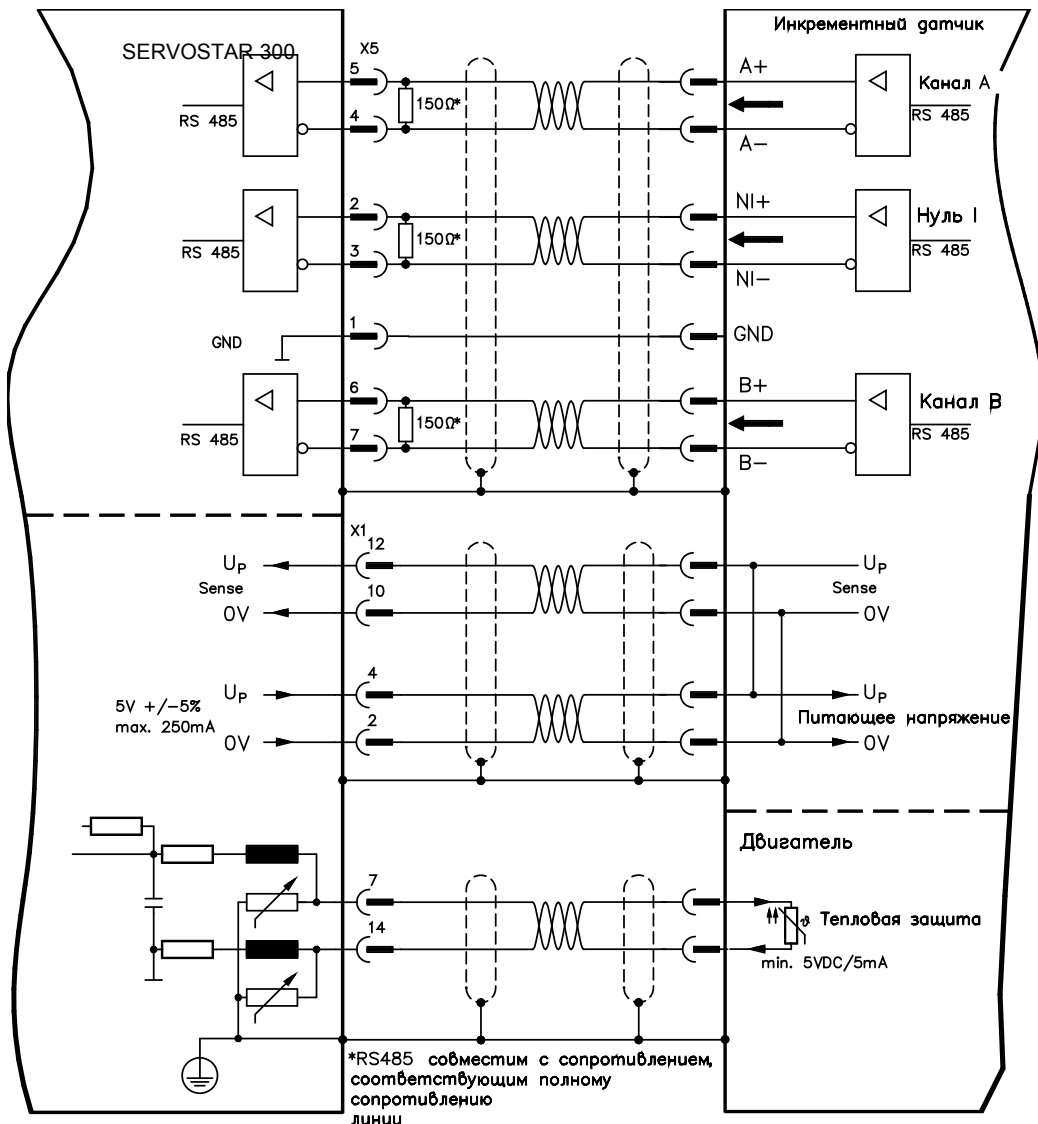 Инкрементный датчик
SERVOSTAR 300
X5
5
A+
Канал A
RS 485
150Ω*
RS 485
4
A–
2
NI+
Нуль I
RS 485
150Ω*
RS 485
3
NI–
1
GND
GND
6
B+
Канал B
RS 485
150Ω*
RS 485
7
B–
X1
12
UP
UP
Sense
Sense
10
0V
0V
4
UP
UP
5V +/–5%
max. 250mA
Питающее напряжение
2
0V
0V
Двигатель
7
ϑ Тепловая защита
14
min. 5VDC/5mA
*RS485 совместим с сопротивлением,
соответствующим полному
сопротивлению
линии